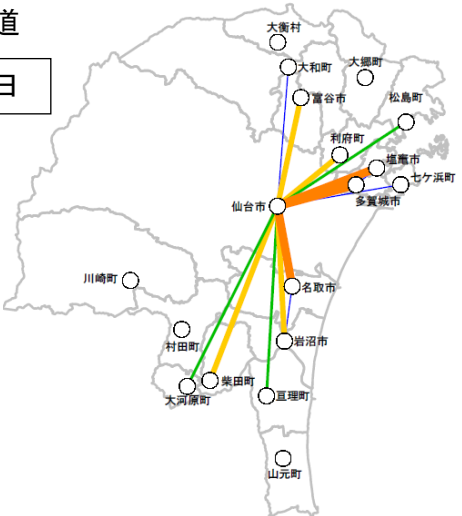 道
日
大衡村
大和町
大郷町
富谷市
松島町
利府町
塩竈市
七ケ浜町
多賀城市
仙台市
川崎町
名取市
岩沼市
村田町
柴田町
大河原町
亘理町
山元町